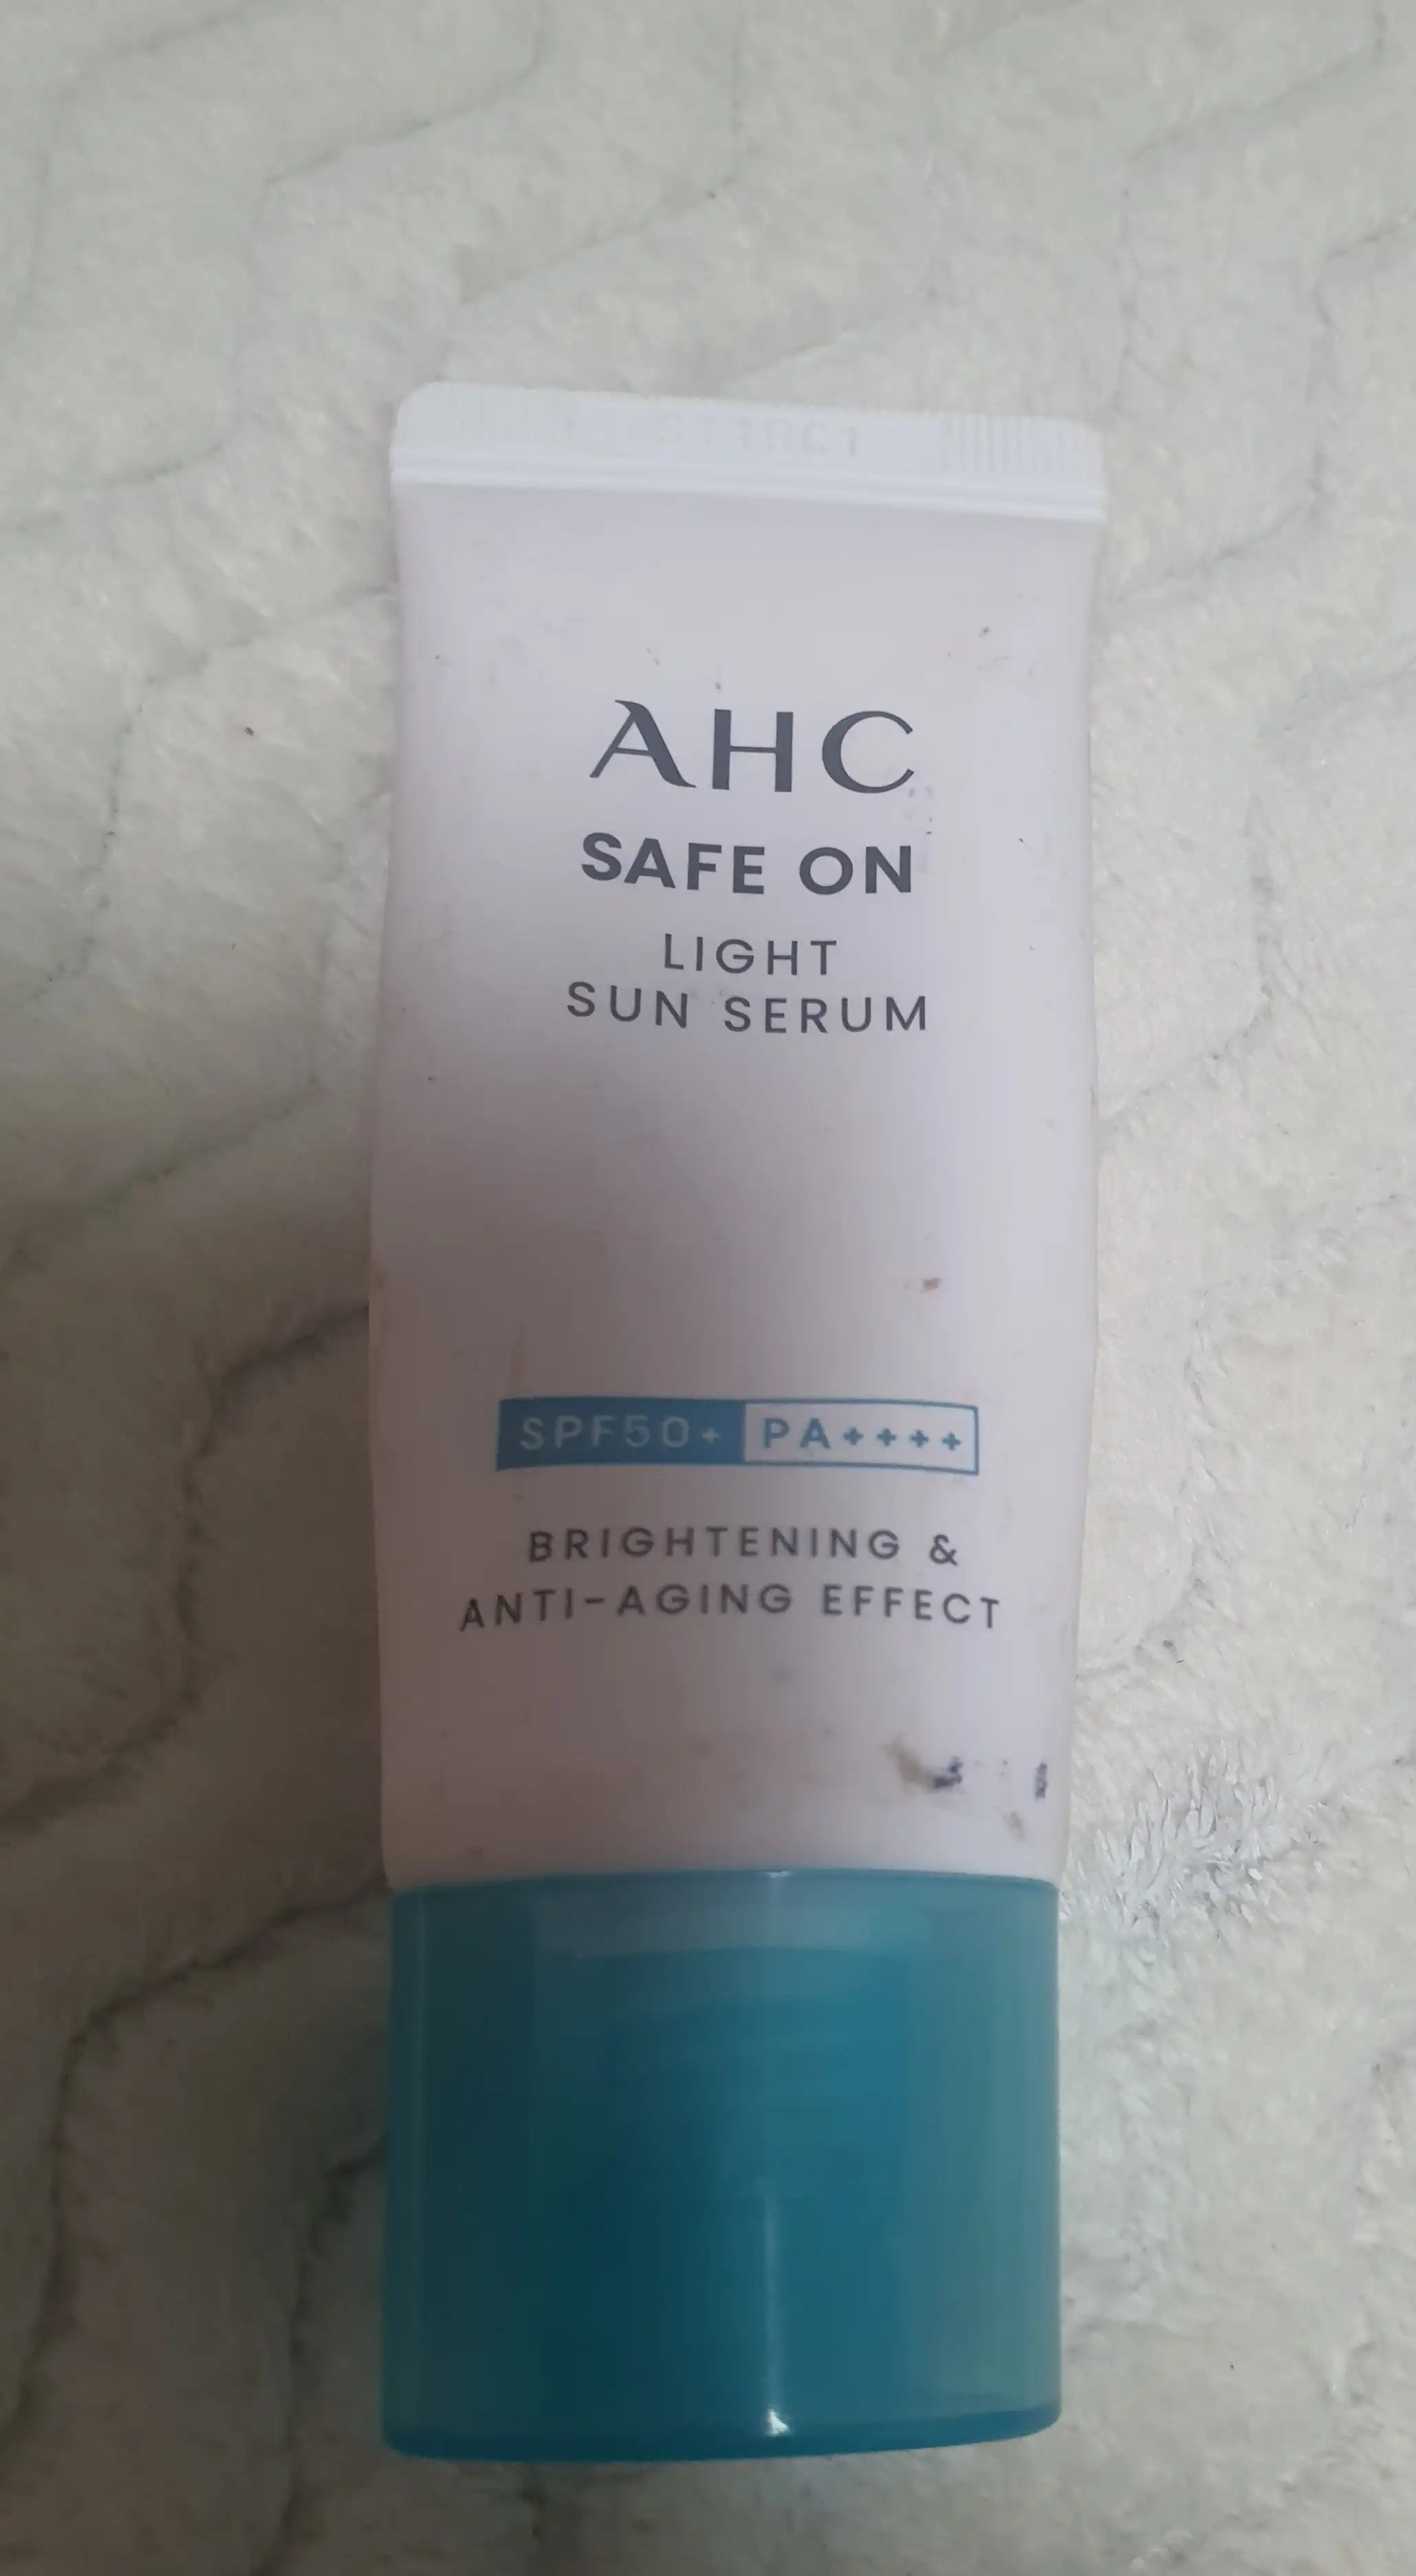 AHC
SAFE ON
LIGHT
SUN SERUM
SPF50+ PA++++
BRIGHTENING &
ANTI-AGING EFFECT